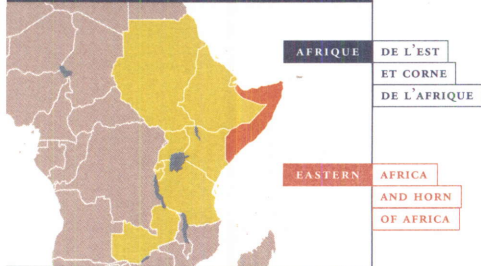 AFRIQUE DE L'EST
ET CORNE
DE L'AFRIQUE
EASTERN AFRICA
AND HORN
OF AFRICA